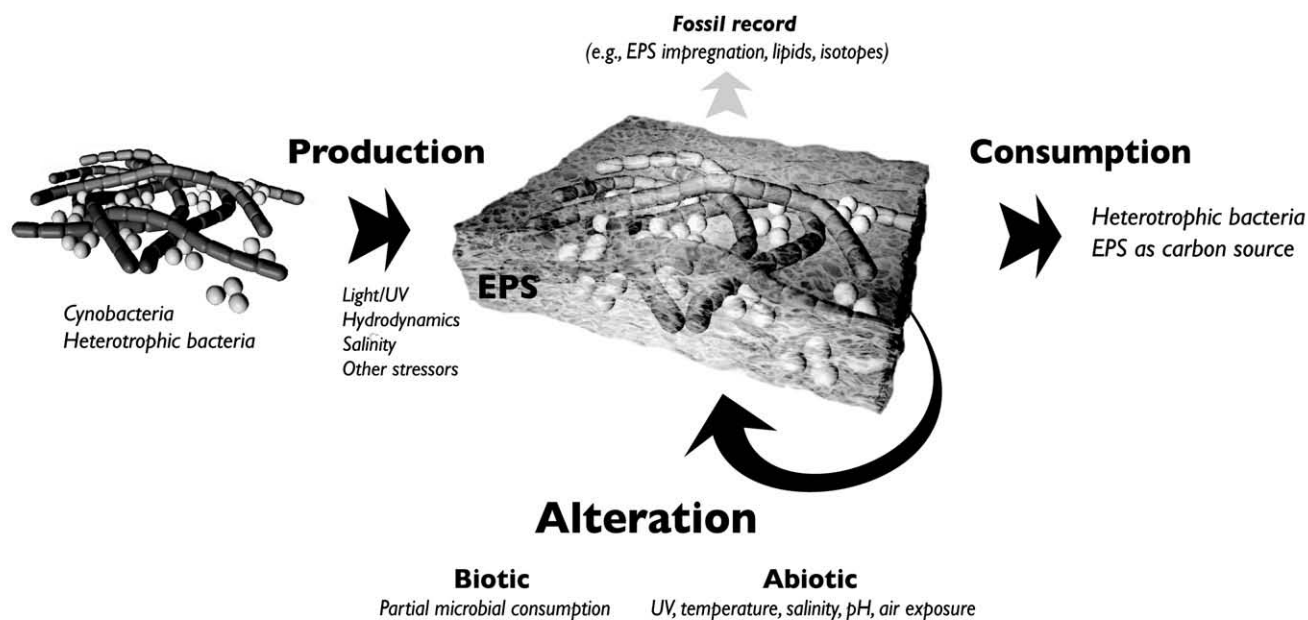 Fossil record
(e.g., EPS impregnation, lipids, isotopes)
Production
Consumption
Cynobacteria
Heterotrophic bacteria
Light/UV
Hydrodynamics
Salinity
Other stressors
EPS
Heterotrophic bacteria
EPS as carbon source
Alteration
Biotic
Partial microbial consumption
Abiotic
UV, temperature, salinity, pH, air exposure